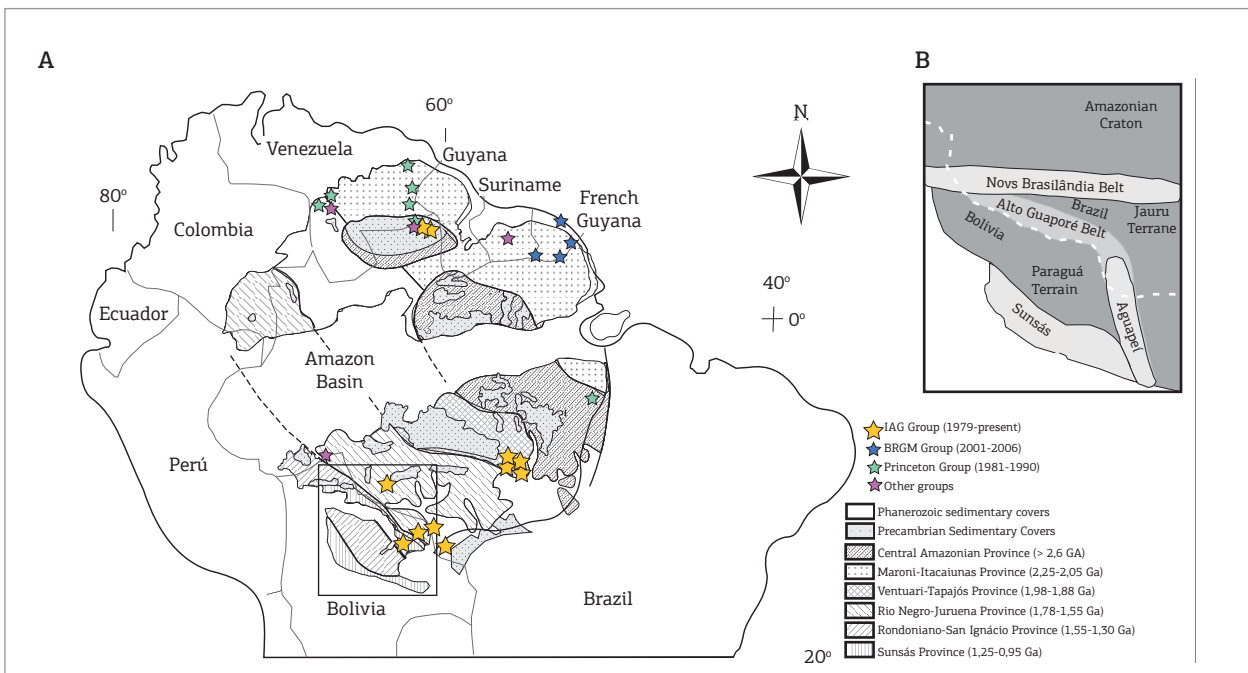 A
60º
Venezuela
Guyana
Suriname
French
Guyana
80º
Colombia
Ecuador
40º
0º
Amazon
Basin
Perú
Bolivia
Brazil
20º
N
B
Amazonian
Craton
Novs Brasilândia Belt
Brazil
Jauru
Terrane
Alto Guaporé Belt
Bolivia
Paraguá
Terrain
Sunsás
Aguapeí
IAG Group (1979-present)
BRGM Group (2001-2006)
Princeton Group (1981-1990)
Other groups
Phanerozoic sedimentary covers
Precambrian Sedimentary Covers
Central Amazonian Province (> 2,6 GA)
Maroni-Itacaiunas Province (2,25-2,05 Ga)
Ventuari-Tapajós Province (1,98-1,88 Ga)
Rio Negro-Juruena Province (1,78-1,55 Ga)
Rondoniano-San Ignácio Province (1,55-1,30 Ga)
Sunsás Province (1,25-0,95 Ga)